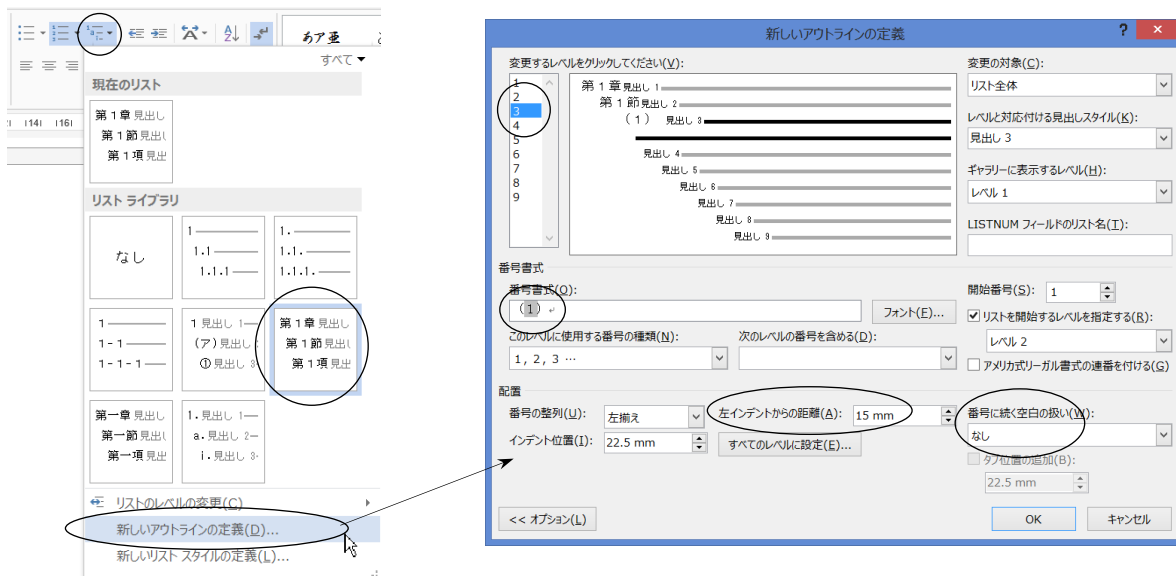 あア亜
すべて
現在のリスト
第1章 見出し
第1節 見出し
第1項 見出
リスト ライブラリ
なし
1
1.1
1.1.1
1.
1.1.
1.1.1.
1
1-1
1-1-1
1 見出し 1
(ア) 見出し 2
① 見出し 3
第1章 見出し
第1節 見出し
第1項 見出
第一章 見出し
第一節 見出し
第一項 見出
1. 見出し 1
a. 見出し 2
i. 見出し 3
リストのレベルの変更(C)
新しいアウトラインの定義(D)...
新しいリスト スタイルの定義(L)...
|14| |16|
新しいアウトラインの定義
変更するレベルをクリックしてください(V):
1
2
3
4
5
6
7
8
9
第1章 見出し 1
第1節 見出し 2
(1) 見出し 3
見出し 4
見出し 5
見出し 6
見出し 7
見出し 8
見出し 9
変更の対象(C):
リスト全体
レベルと対応付ける見出しスタイル(K):
見出し 3
ギャラリーに表示するレベル(H):
レベル 1
LISTNUM フィールドのリスト名(T):
番号書式
番号書式(O):
(1)
フォント(F)...
このレベルに使用する番号の種類(N):
1, 2, 3 …
次のレベルの番号を含める(D):
開始番号(S): 1
リストを開始するレベルを指定する(R):
レベル 2
アメリカ式リーガル書式の連番を付ける(G)
配置
番号の整列(U): 左揃え
左インデントからの距離(A): 15 mm
インデント位置(I): 22.5 mm
すべてのレベルに設定(E)...
番号に続く空白の扱い(W):
なし
タブ位置の追加(B):
22.5 mm
<< オプション(L)
OK
キャンセル